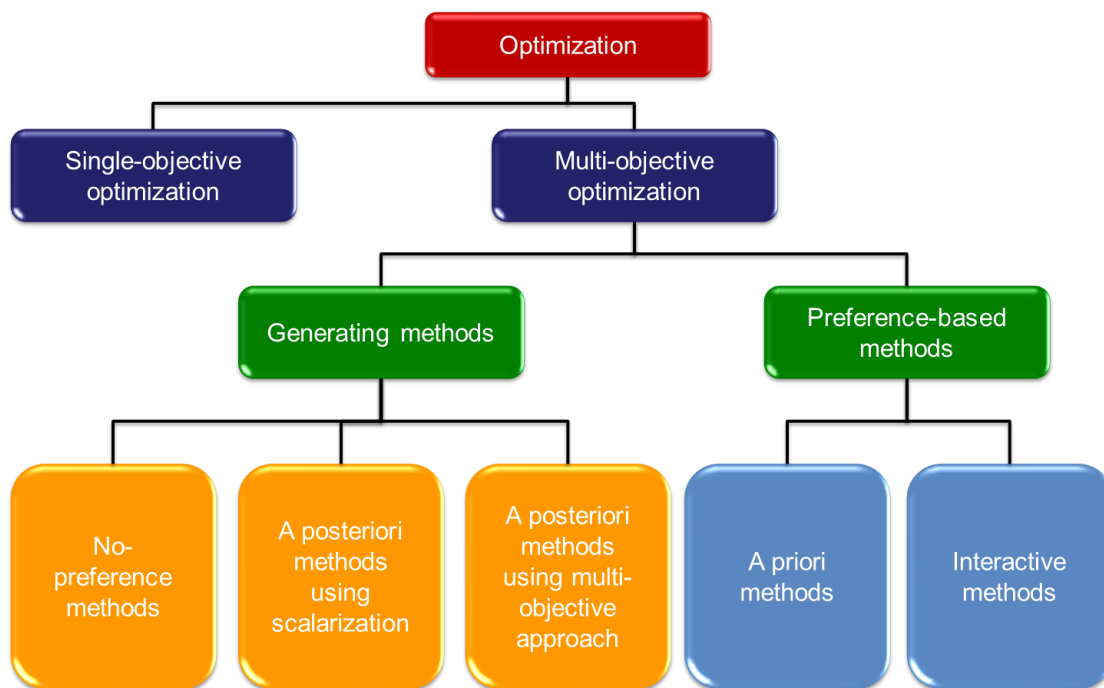 Optimization
Single-objective
optimization
Multi-objective
optimization
Generating methods
Preference-based
methods
No-
preference
methods
A posteriori
methods
using
scalarization
A posteriori
methods
using multi-
objective
approach
A priori
methods
Interactive
methods